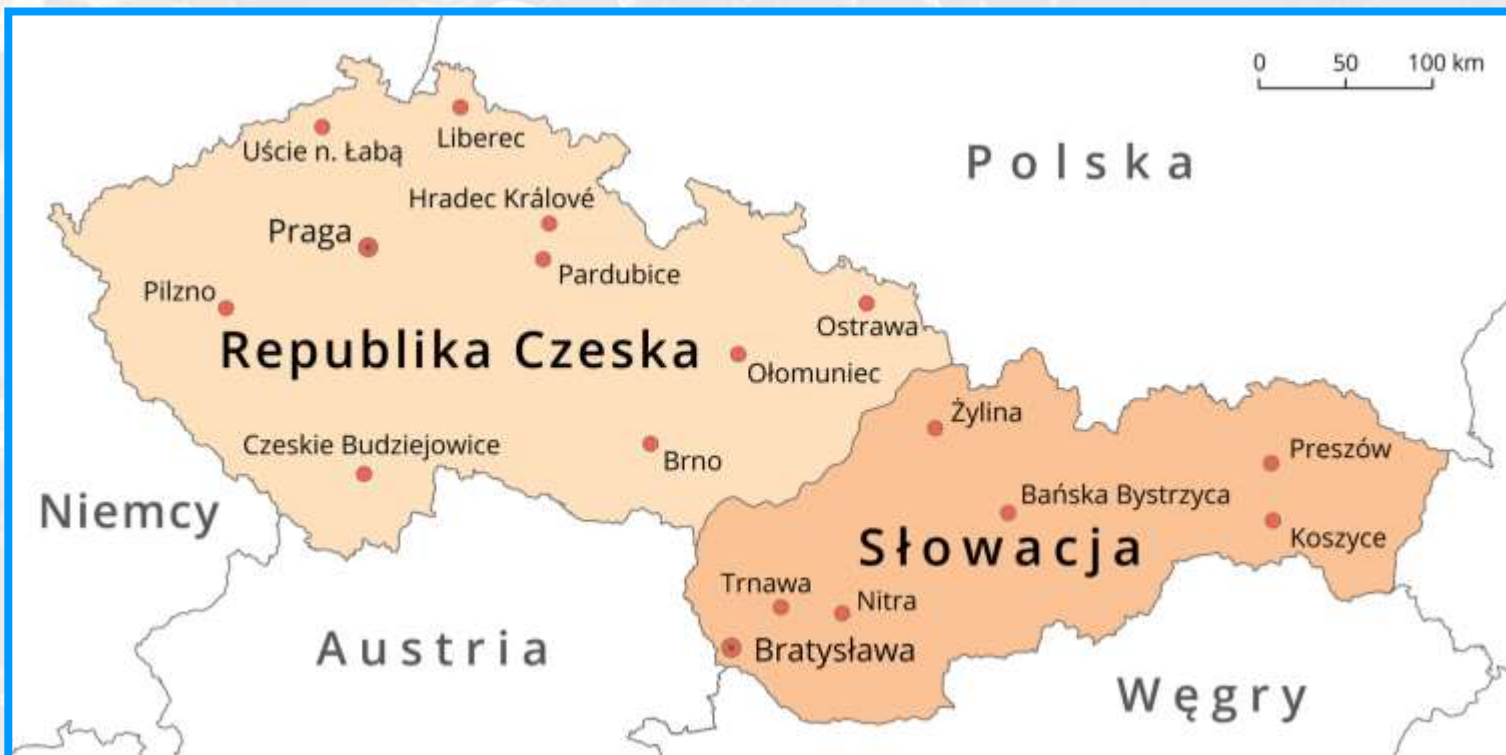 0 50 100 km
Liberec
Uście n. Łabą
Polska
Hradec Králové
Praga
Pardubice
Pilzno
Ostrawa
Republika Czeska
Ołomuniec
Żylina
Czeskie Budziejowice
Brno
Preszów
Bańska Bystrzyca
Niemcy
Koszyce
Słowacja
Trnawa
Nitra
Austria
Bratysława
Węgry